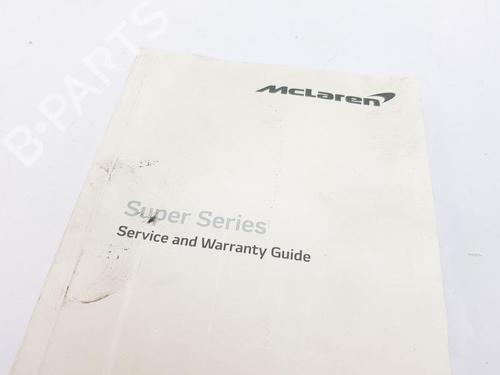 B-PARTS
McLaren
Super Series
Service and Warranty Guide